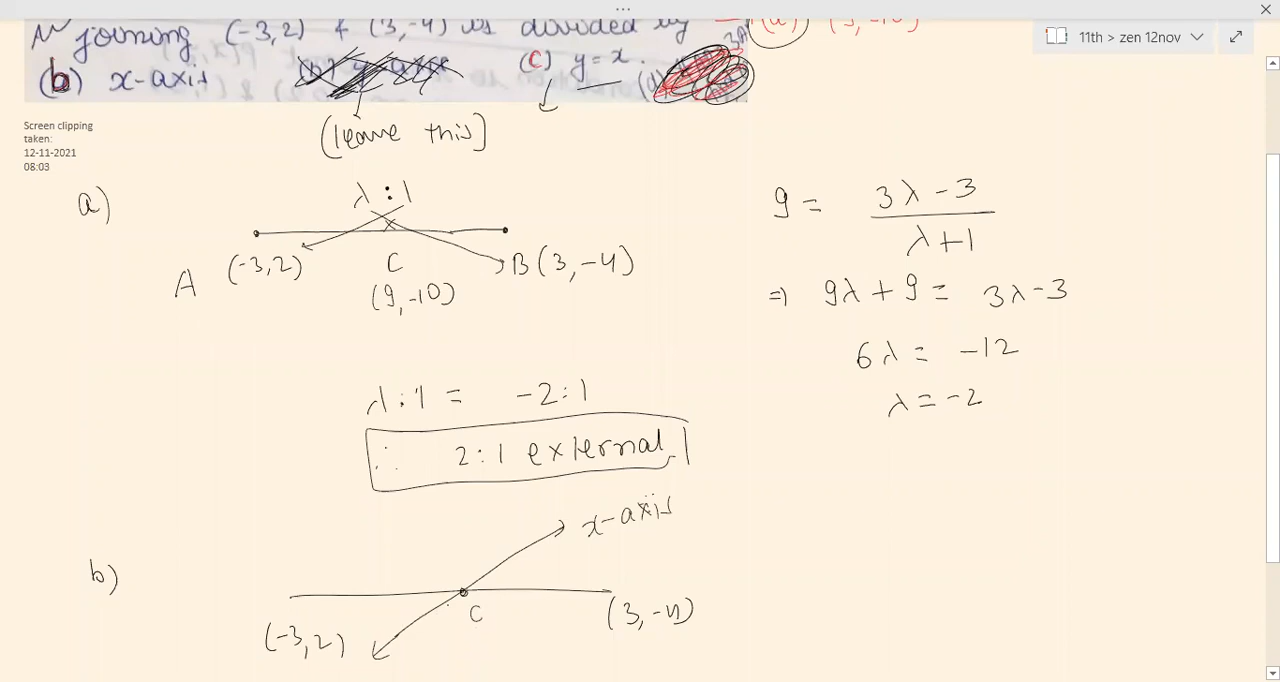 11th > zen 12nov
joining (-3,2) & (3,-4) is divided by (a) (9,-10)
(b) x-axis (c) y=x. (d)
(leave this)
Screen clipping
taken:
12-11-2021
08:03
a)
λ : 1
A (-3,2) C B(3,-4)
(9,-10)
9 = (3λ-3)/(λ+1)
⇒ 9λ+9 = 3λ-3
6λ = -12
λ = -2
λ:1 = -2:1
∴ 2:1 external
b)
x-axis
C
(-3,2) (3,-4)